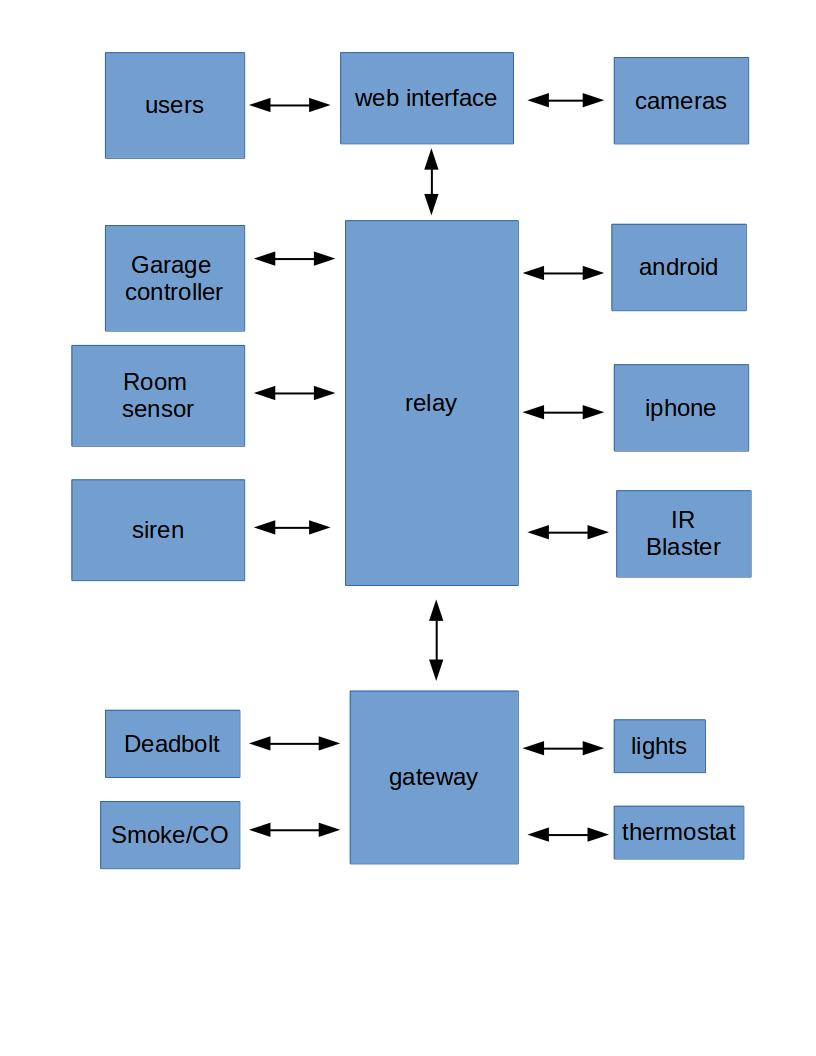 users
web interface
cameras
Garage
controller
android
Room
sensor
relay
iphone
siren
IR
Blaster
Deadbolt
gateway
lights
Smoke/CO
thermostat